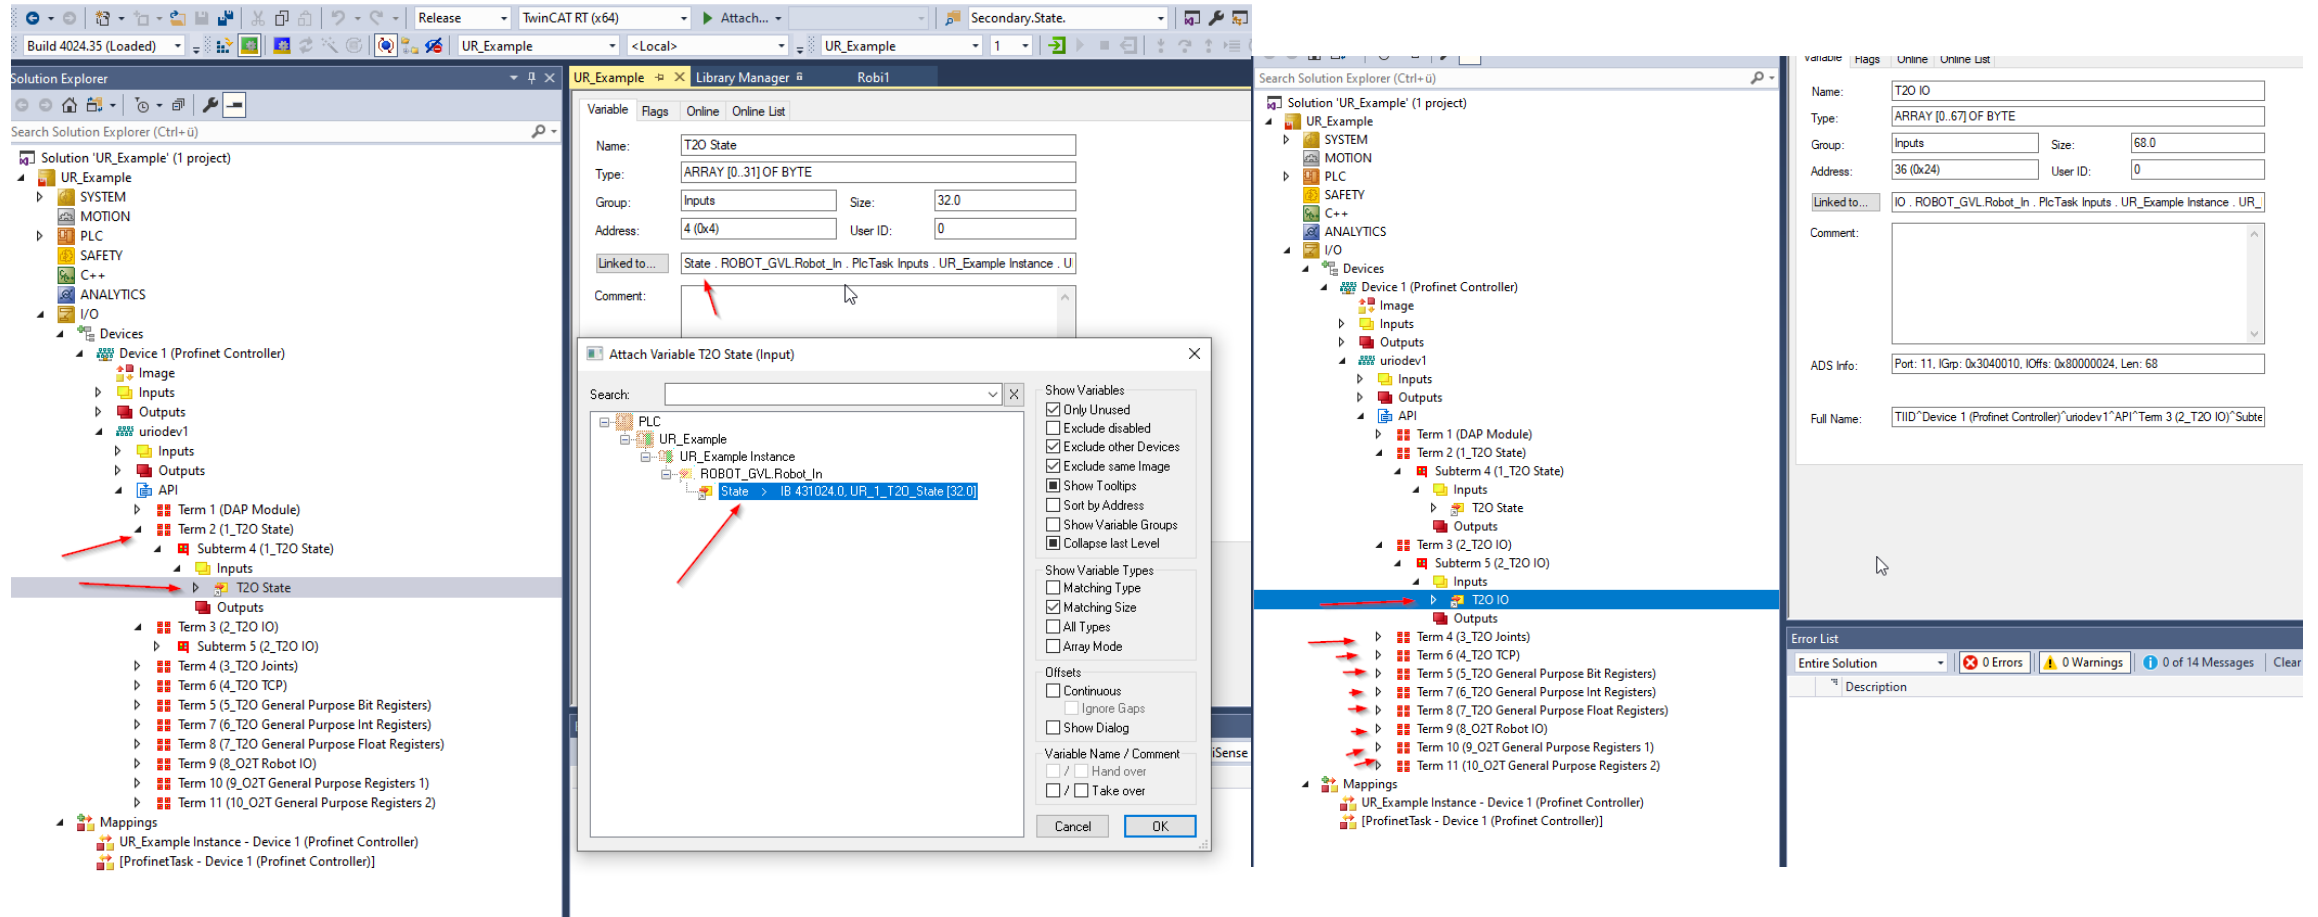 Release
TwinCAT RT (x64)
Attach...
Secondary.State.
Build 4024.35 (Loaded)
UR_Example
<Local>
UR_Example
1
Solution Explorer
Search Solution Explorer (Ctrl+ü)
Solution 'UR_Example' (1 project)
UR_Example
SYSTEM
MOTION
PLC
SAFETY
C++
ANALYTICS
I/O
Devices
Device 1 (Profinet Controller)
Image
Inputs
Outputs
uriodev1
Inputs
Outputs
API
Term 1 (DAP Module)
Term 2 (1_T2O State)
Subterm 4 (1_T2O State)
Inputs
T2O State
Outputs
Term 3 (2_T2O IO)
Subterm 5 (2_T2O IO)
Term 4 (3_T2O Joints)
Term 6 (4_T2O TCP)
Term 5 (5_T2O General Purpose Bit Registers)
Term 7 (6_T2O General Purpose Int Registers)
Term 8 (7_T2O General Purpose Float Registers)
Term 9 (8_O2T Robot IO)
Term 10 (9_O2T General Purpose Registers 1)
Term 11 (10_O2T General Purpose Registers 2)
Mappings
UR_Example Instance - Device 1 (Profinet Controller)
[ProfinetTask - Device 1 (Profinet Controller)]
UR_Example
Library Manager
Robi1
Variable
Flags
Online
Online List
Name:
T2O State
Type:
ARRAY [0..31] OF BYTE
Group:
Inputs
Size:
32.0
Address:
4 (0x4)
User ID:
0
Linked to...
State . ROBOT_GVL.Robot_In . PlcTask Inputs . UR_Example Instance . U
Comment:
Attach Variable T2O State (Input)
Search:
PLC
UR_Example
UR_Example Instance
ROBOT_GVL.Robot_In
State > IB 431024.0, UR_1_T2O_State [32.0]
Show Variables
Only Unused
Exclude disabled
Exclude other Devices
Exclude same Image
Show Tooltips
Sort by Address
Show Variable Groups
Collapse last Level
Show Variable Types
Matching Type
Matching Size
All Types
Array Mode
Offsets
Continuous
Ignore Gaps
Show Dialog
Variable Name / Comment
/ Hand over
/ Take over
Cancel
OK
iSense
Search Solution Explorer (Ctrl+ü)
Solution 'UR_Example' (1 project)
UR_Example
SYSTEM
MOTION
PLC
SAFETY
C++
ANALYTICS
I/O
Devices
Device 1 (Profinet Controller)
Image
Inputs
Outputs
uriodev1
Inputs
Outputs
API
Term 1 (DAP Module)
Term 2 (1_T2O State)
Subterm 4 (1_T2O State)
Inputs
T2O State
Outputs
Term 3 (2_T2O IO)
Subterm 5 (2_T2O IO)
Inputs
T2O IO
Outputs
Term 4 (3_T2O Joints)
Term 6 (4_T2O TCP)
Term 5 (5_T2O General Purpose Bit Registers)
Term 7 (6_T2O General Purpose Int Registers)
Term 8 (7_T2O General Purpose Float Registers)
Term 9 (8_O2T Robot IO)
Term 10 (9_O2T General Purpose Registers 1)
Term 11 (10_O2T General Purpose Registers 2)
Mappings
UR_Example Instance - Device 1 (Profinet Controller)
[ProfinetTask - Device 1 (Profinet Controller)]
Variable
Flags
Online
Online List
Name:
T2O IO
Type:
ARRAY [0..67] OF BYTE
Group:
Inputs
Size:
68.0
Address:
36 (0x24)
User ID:
0
Linked to...
IO . ROBOT_GVL.Robot_In . PlcTask Inputs . UR_Example Instance . UR_
Comment:
ADS Info:
Port: 11, IGrp: 0x3040010, IOffs: 0x80000024, Len: 68
Full Name:
TIID^Device 1 (Profinet Controller)^uriodev1^API^Term 3 (2_T2O IO)^Subte
Error List
Entire Solution
0 Errors
0 Warnings
0 of 14 Messages
Clear
Description